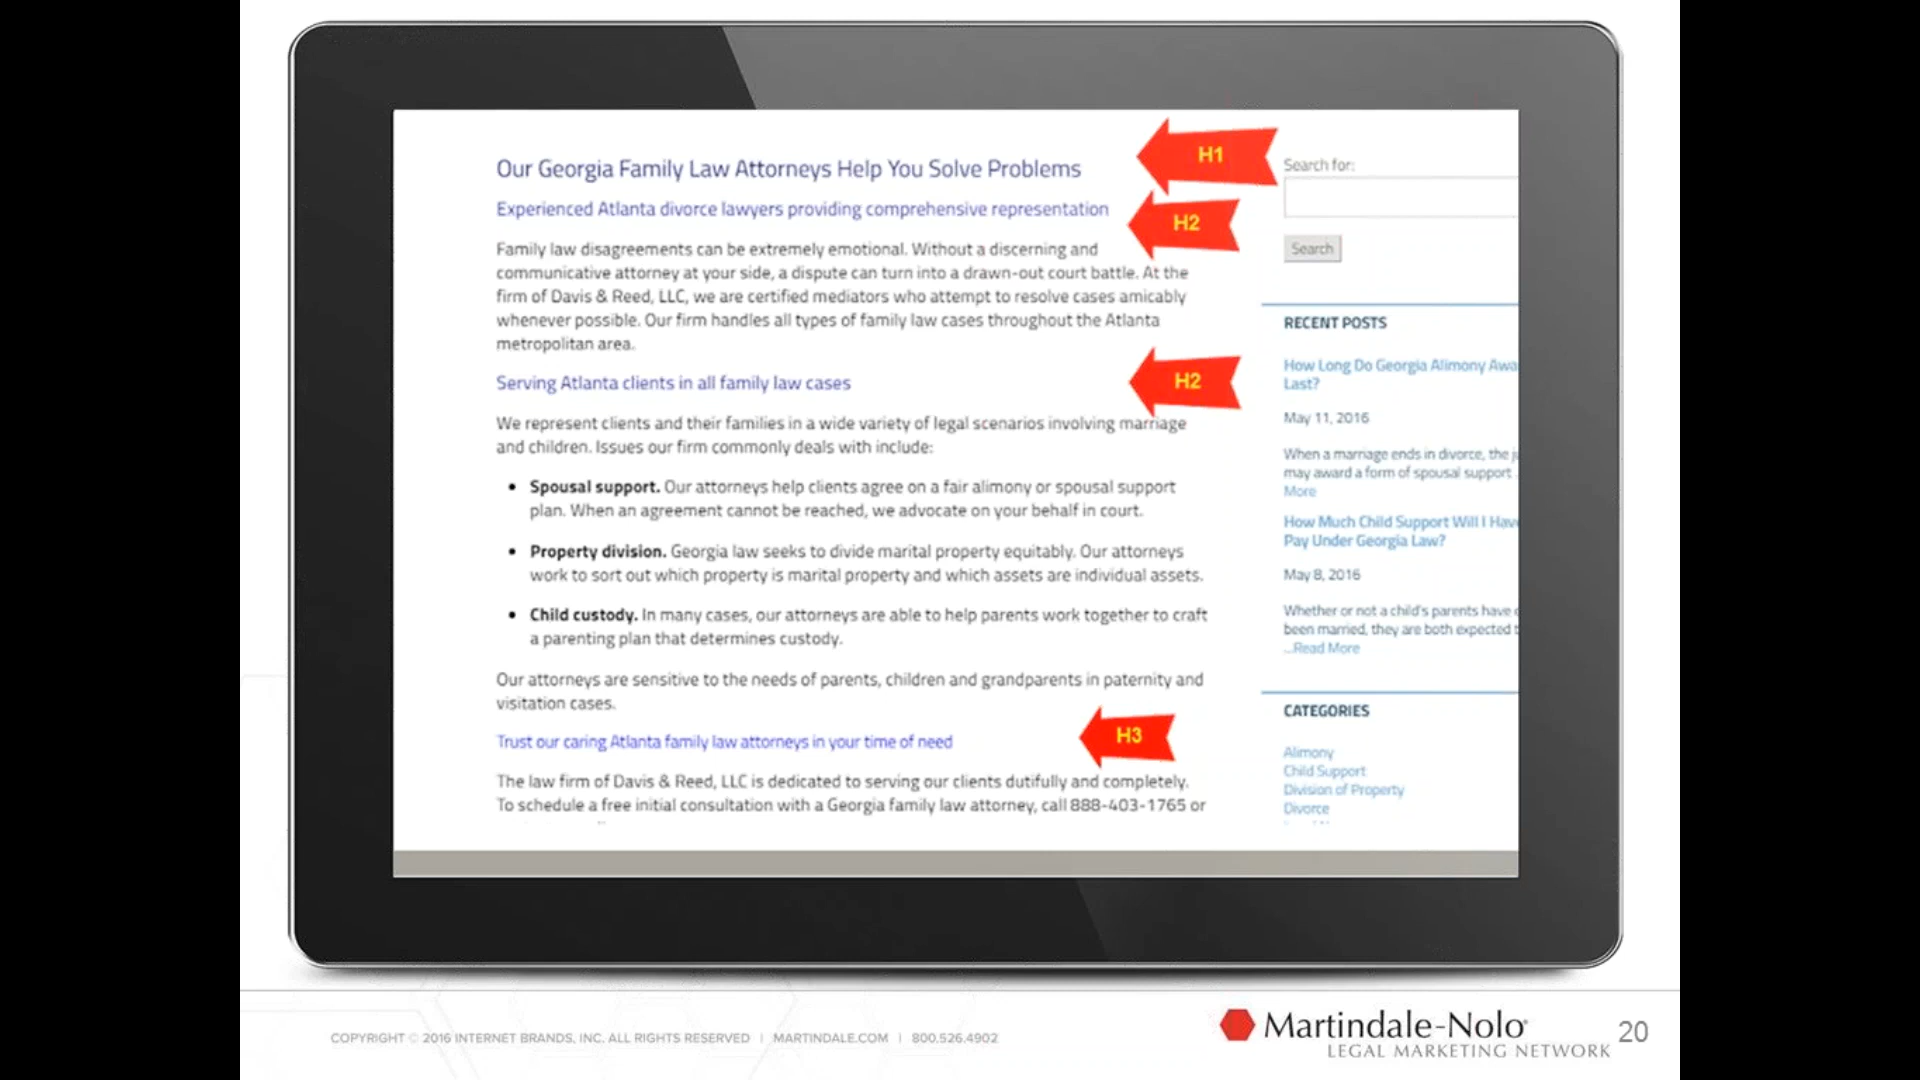 Our Georgia Family Law Attorneys Help You Solve Problems
H1
Experienced Atlanta divorce lawyers providing comprehensive representation
H2
Family law disagreements can be extremely emotional. Without a discerning and
communicative attorney at your side, a dispute can turn into a drawn-out court battle. At the
firm of Davis & Reed, LLC, we are certified mediators who attempt to resolve cases amicably
whenever possible. Our firm handles all types of family law cases throughout the Atlanta
metropolitan area.
Serving Atlanta clients in all family law cases
H2
We represent clients and their families in a wide variety of legal scenarios involving marriage
and children. Issues our firm commonly deals with include:
• Spousal support. Our attorneys help clients agree on a fair alimony or spousal support
plan. When an agreement cannot be reached, we advocate on your behalf in court.
• Property division. Georgia law seeks to divide marital property equitably. Our attorneys
work to sort out which property is marital property and which assets are individual assets.
• Child custody. In many cases, our attorneys are able to help parents work together to craft
a parenting plan that determines custody.
Our attorneys are sensitive to the needs of parents, children and grandparents in paternity and
visitation cases.
Trust our caring Atlanta family law attorneys in your time of need
H3
The law firm of Davis & Reed, LLC is dedicated to serving our clients dutifully and completely.
To schedule a free initial consultation with a Georgia family law attorney, call 888-403-1765 or
Search for:
Search
RECENT POSTS
How Long Do Georgia Alimony Awa
Last?
May 11, 2016
When a marriage ends in divorce, the
may award a form of spousal support
More
How Much Child Support Will I Have
Pay Under Georgia Law?
May 8, 2016
Whether or not a child's parents have
been married, they are both expected
...Read More
CATEGORIES
Alimony
Child Support
Division of Property
Divorce
COPYRIGHT © 2016 INTERNET BRANDS, INC. ALL RIGHTS RESERVED | MARTINDALE.COM | 800.526.4902
Martindale-Nolo
LEGAL MARKETING NETWORK
20